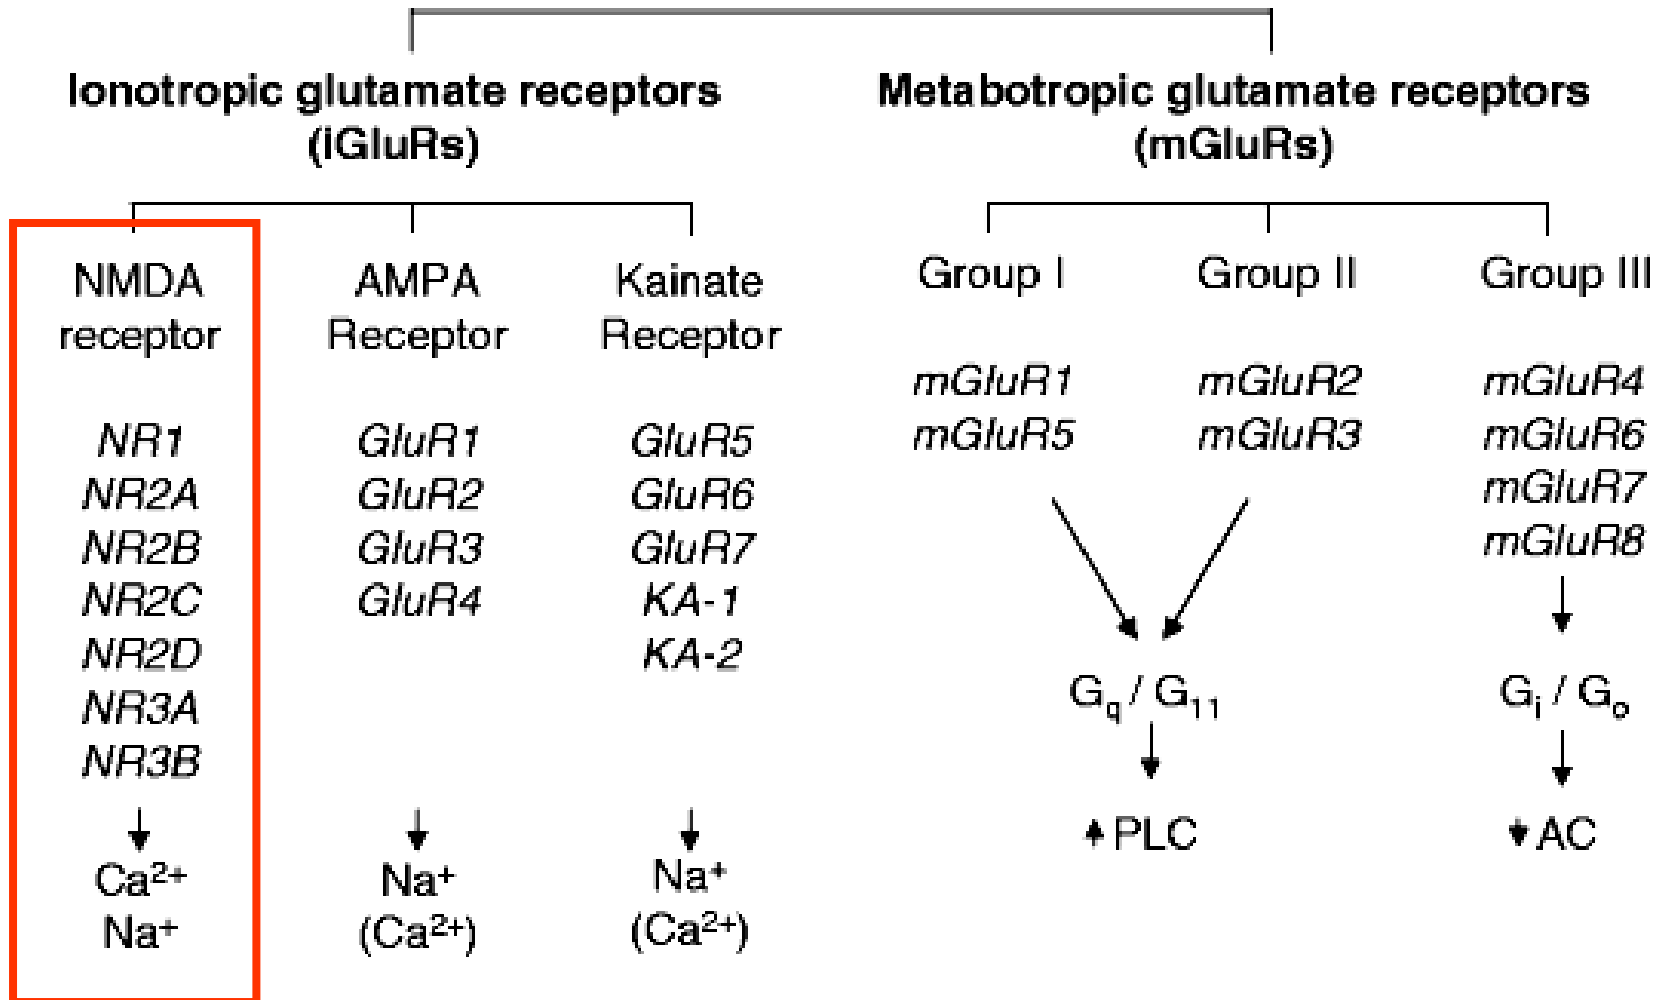 Ionotropic glutamate receptors
(iGluRs)
Metabotropic glutamate receptors
(mGluRs)
NMDA
receptor
NR1
NR2A
NR2B
NR2C
NR2D
NR3A
NR3B
Ca²⁺
Na⁺
AMPA
Receptor
GluR1
GluR2
GluR3
GluR4
Na⁺
(Ca²⁺)
Kainate
Receptor
GluR5
GluR6
GluR7
KA-1
KA-2
Na⁺
(Ca²⁺)
Group I
mGluR1
mGluR5
Group II
mGluR2
mGluR3
Gq / G₁₁
PLC
Group III
mGluR4
mGluR6
mGluR7
mGluR8
Gi / Go
AC